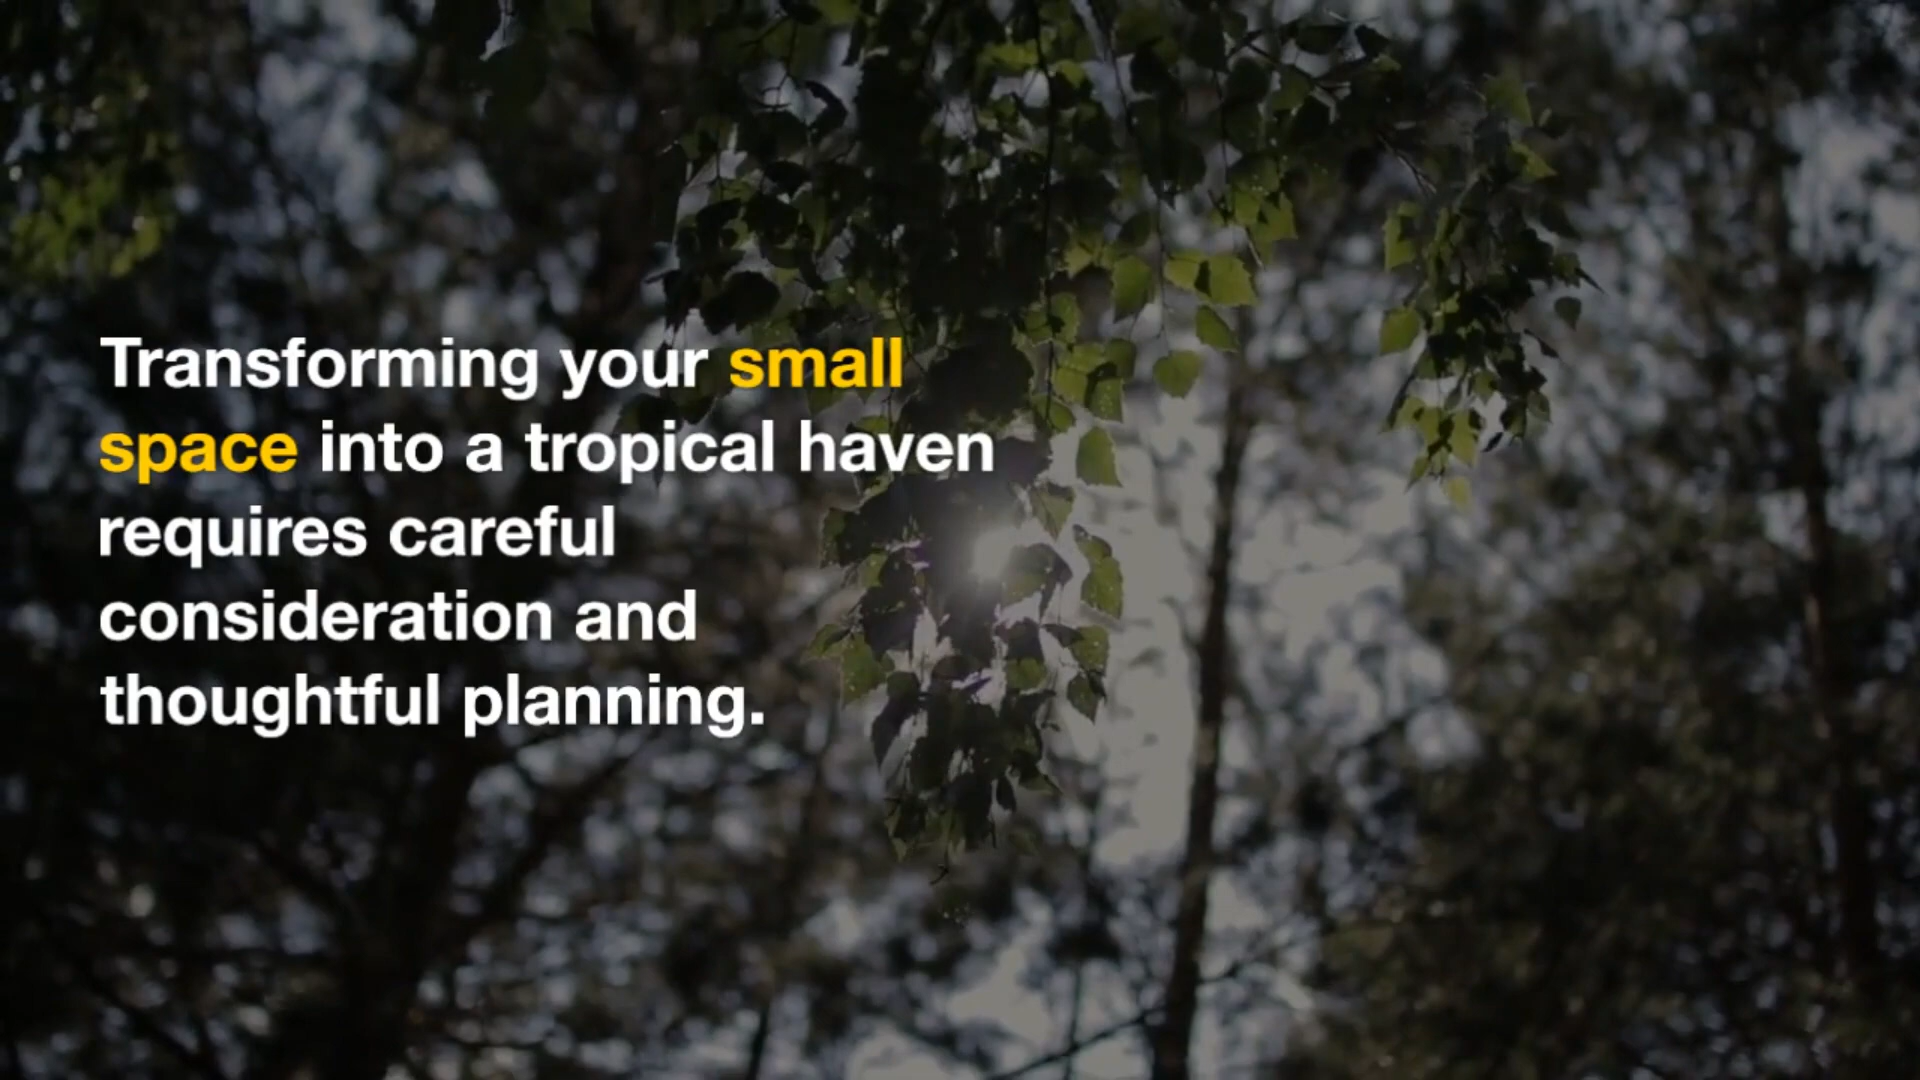 Transforming your small
space into a tropical haven
requires careful
consideration and
thoughtful planning.